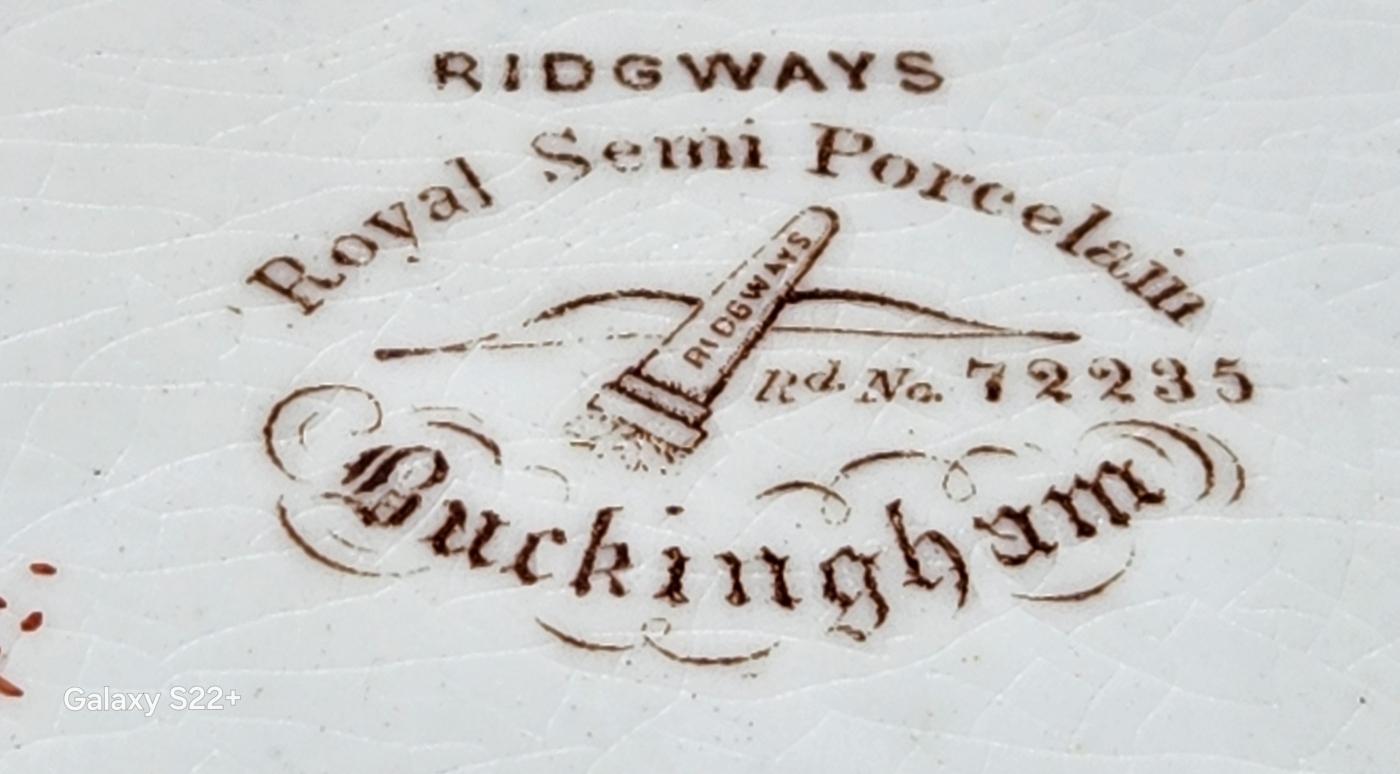 RIDGWAYS
Royal Semi Porcelain
RIDGWAYS
Rd. No. 72235
Buckingham
Galaxy S22+